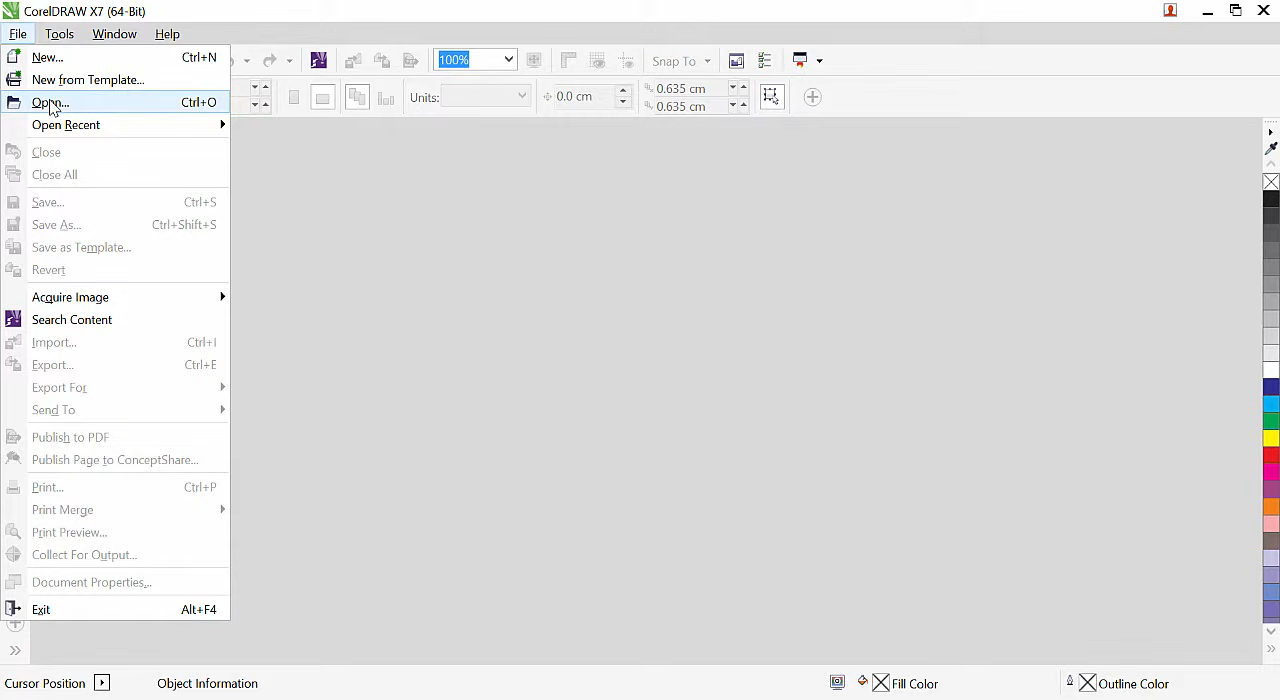 CorelDRAW X7 (64-Bit)
File Tools Window Help
New... Ctrl+N
100% Snap To
New from Template...
Units: 0.0 cm 0.635 cm
0.635 cm
Open... Ctrl+O
Open Recent
Close
Close All
Save... Ctrl+S
Save As... Ctrl+Shift+S
Save as Template...
Revert
Acquire Image
Search Content
Import... Ctrl+I
Export... Ctrl+E
Export For
Send To
Publish to PDF
Publish Page to ConceptShare...
Print... Ctrl+P
Print Merge
Print Preview...
Collect For Output...
Document Properties...
Exit Alt+F4
Cursor Position Object Information Fill Color Outline Color